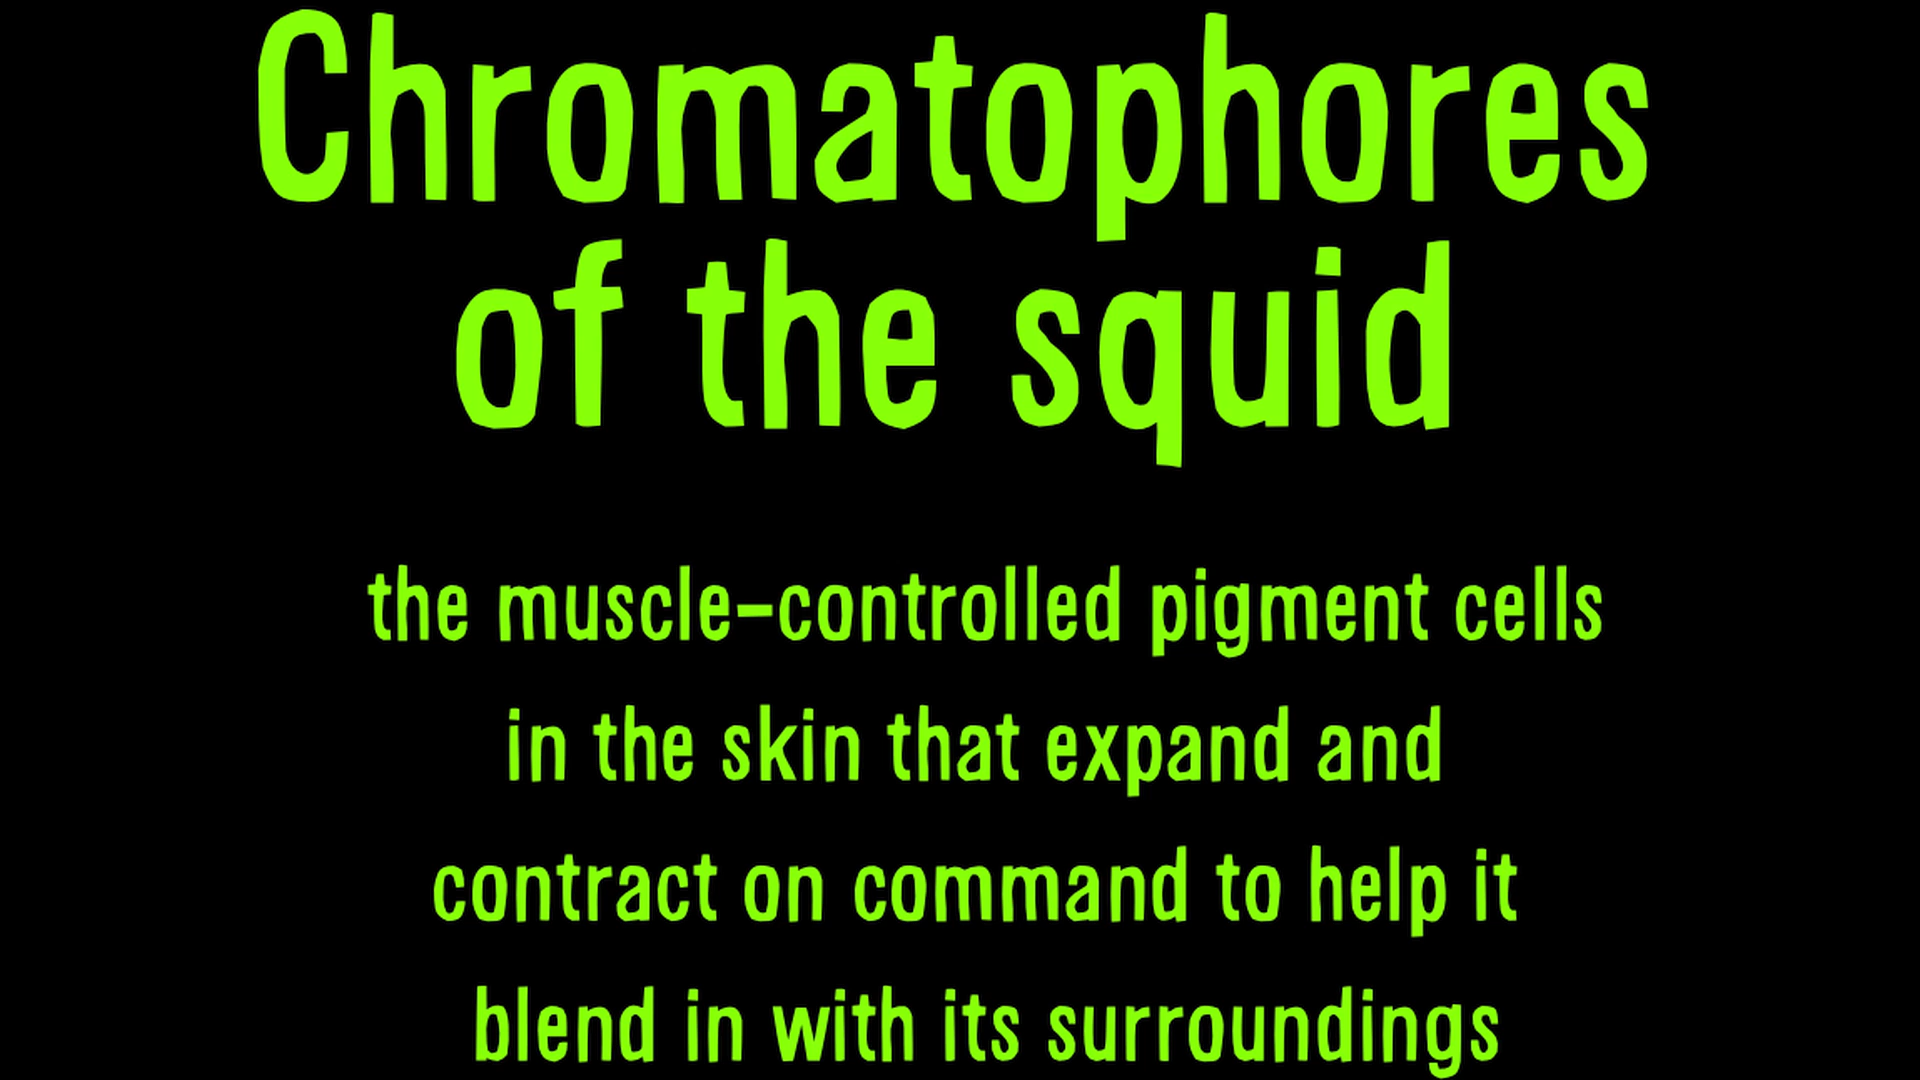 Chromatophores
of the squid
the muscle-controlled pigment cells
in the skin that expand and
contract on command to help it
blend in with its surroundings